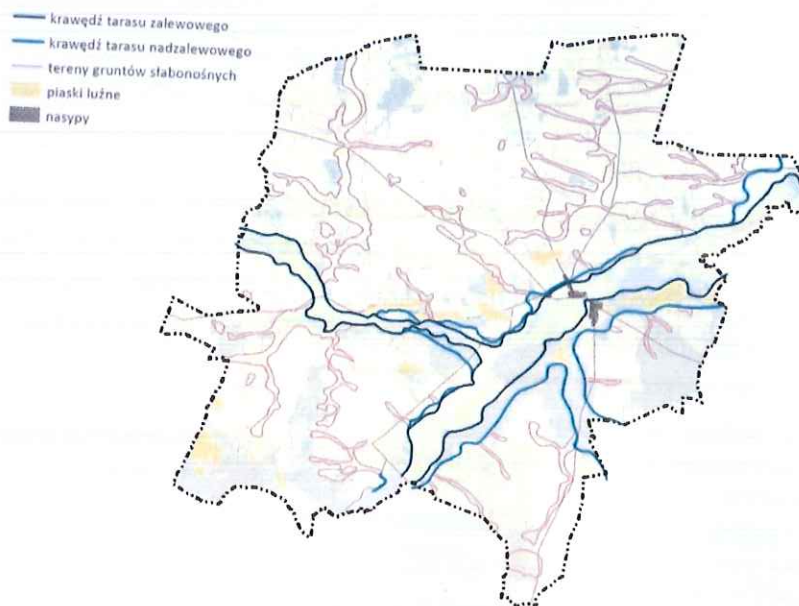 krawędź tarasu zalewowego
krawędź tarasu nadzalewowego
tereny gruntów słabonośnych
piaski luźne
nasypy